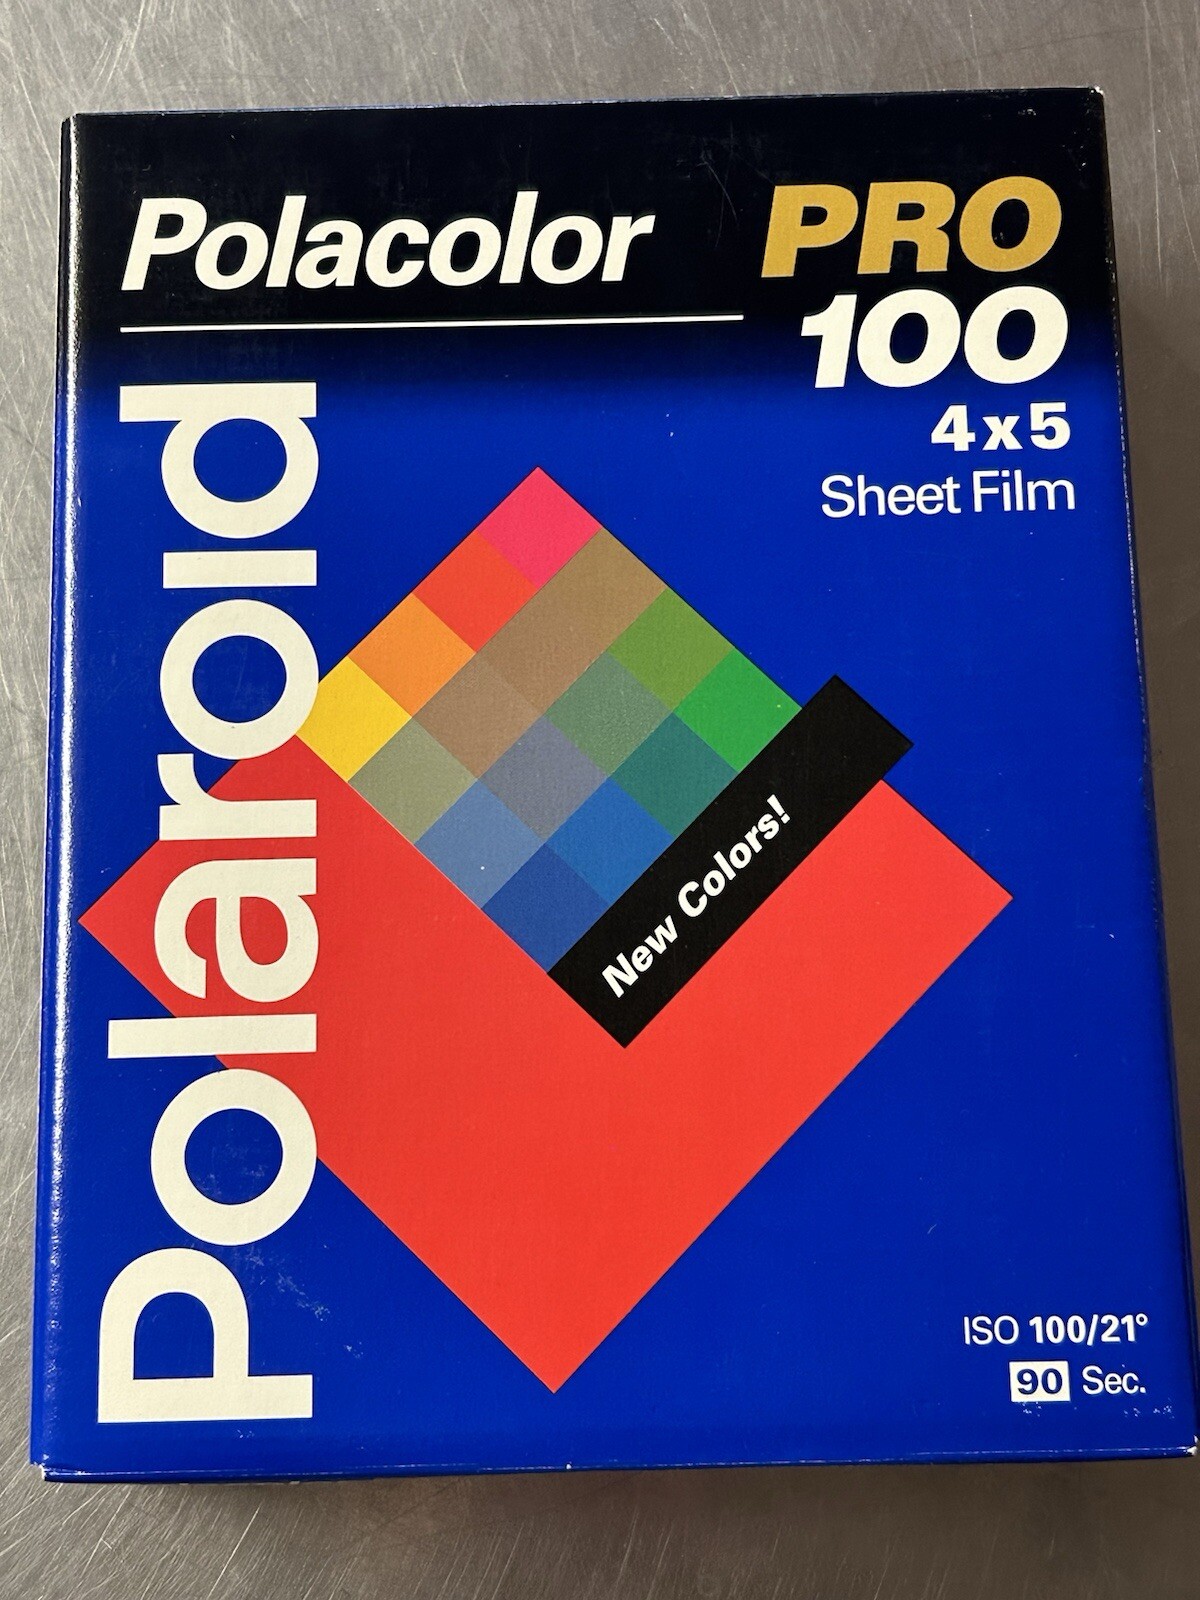 Polacolor
PRO
100
4x5
Sheet Film
Polaroid
New Colors!
ISO 100/21°
90 Sec.